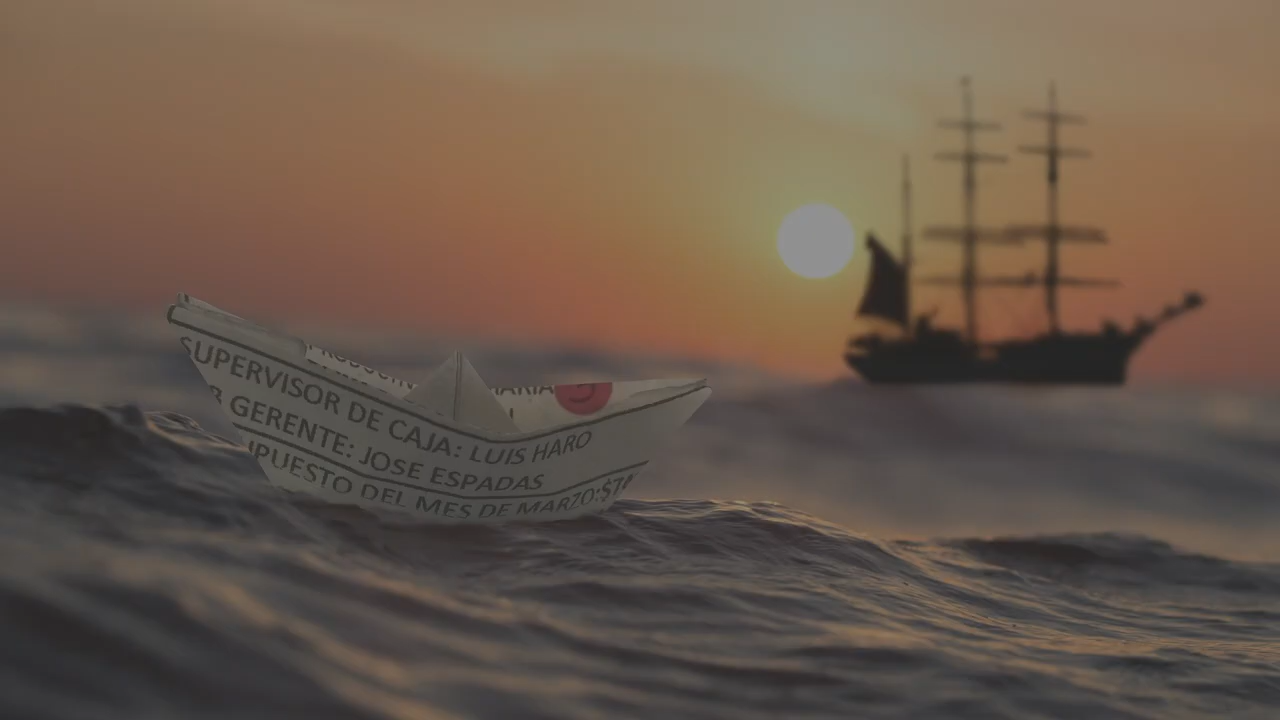 SUPERVISOR DE CAJA: LUIS HARO
GERENTE: JOSE ESPADAS
DEL MES DE MARZO: